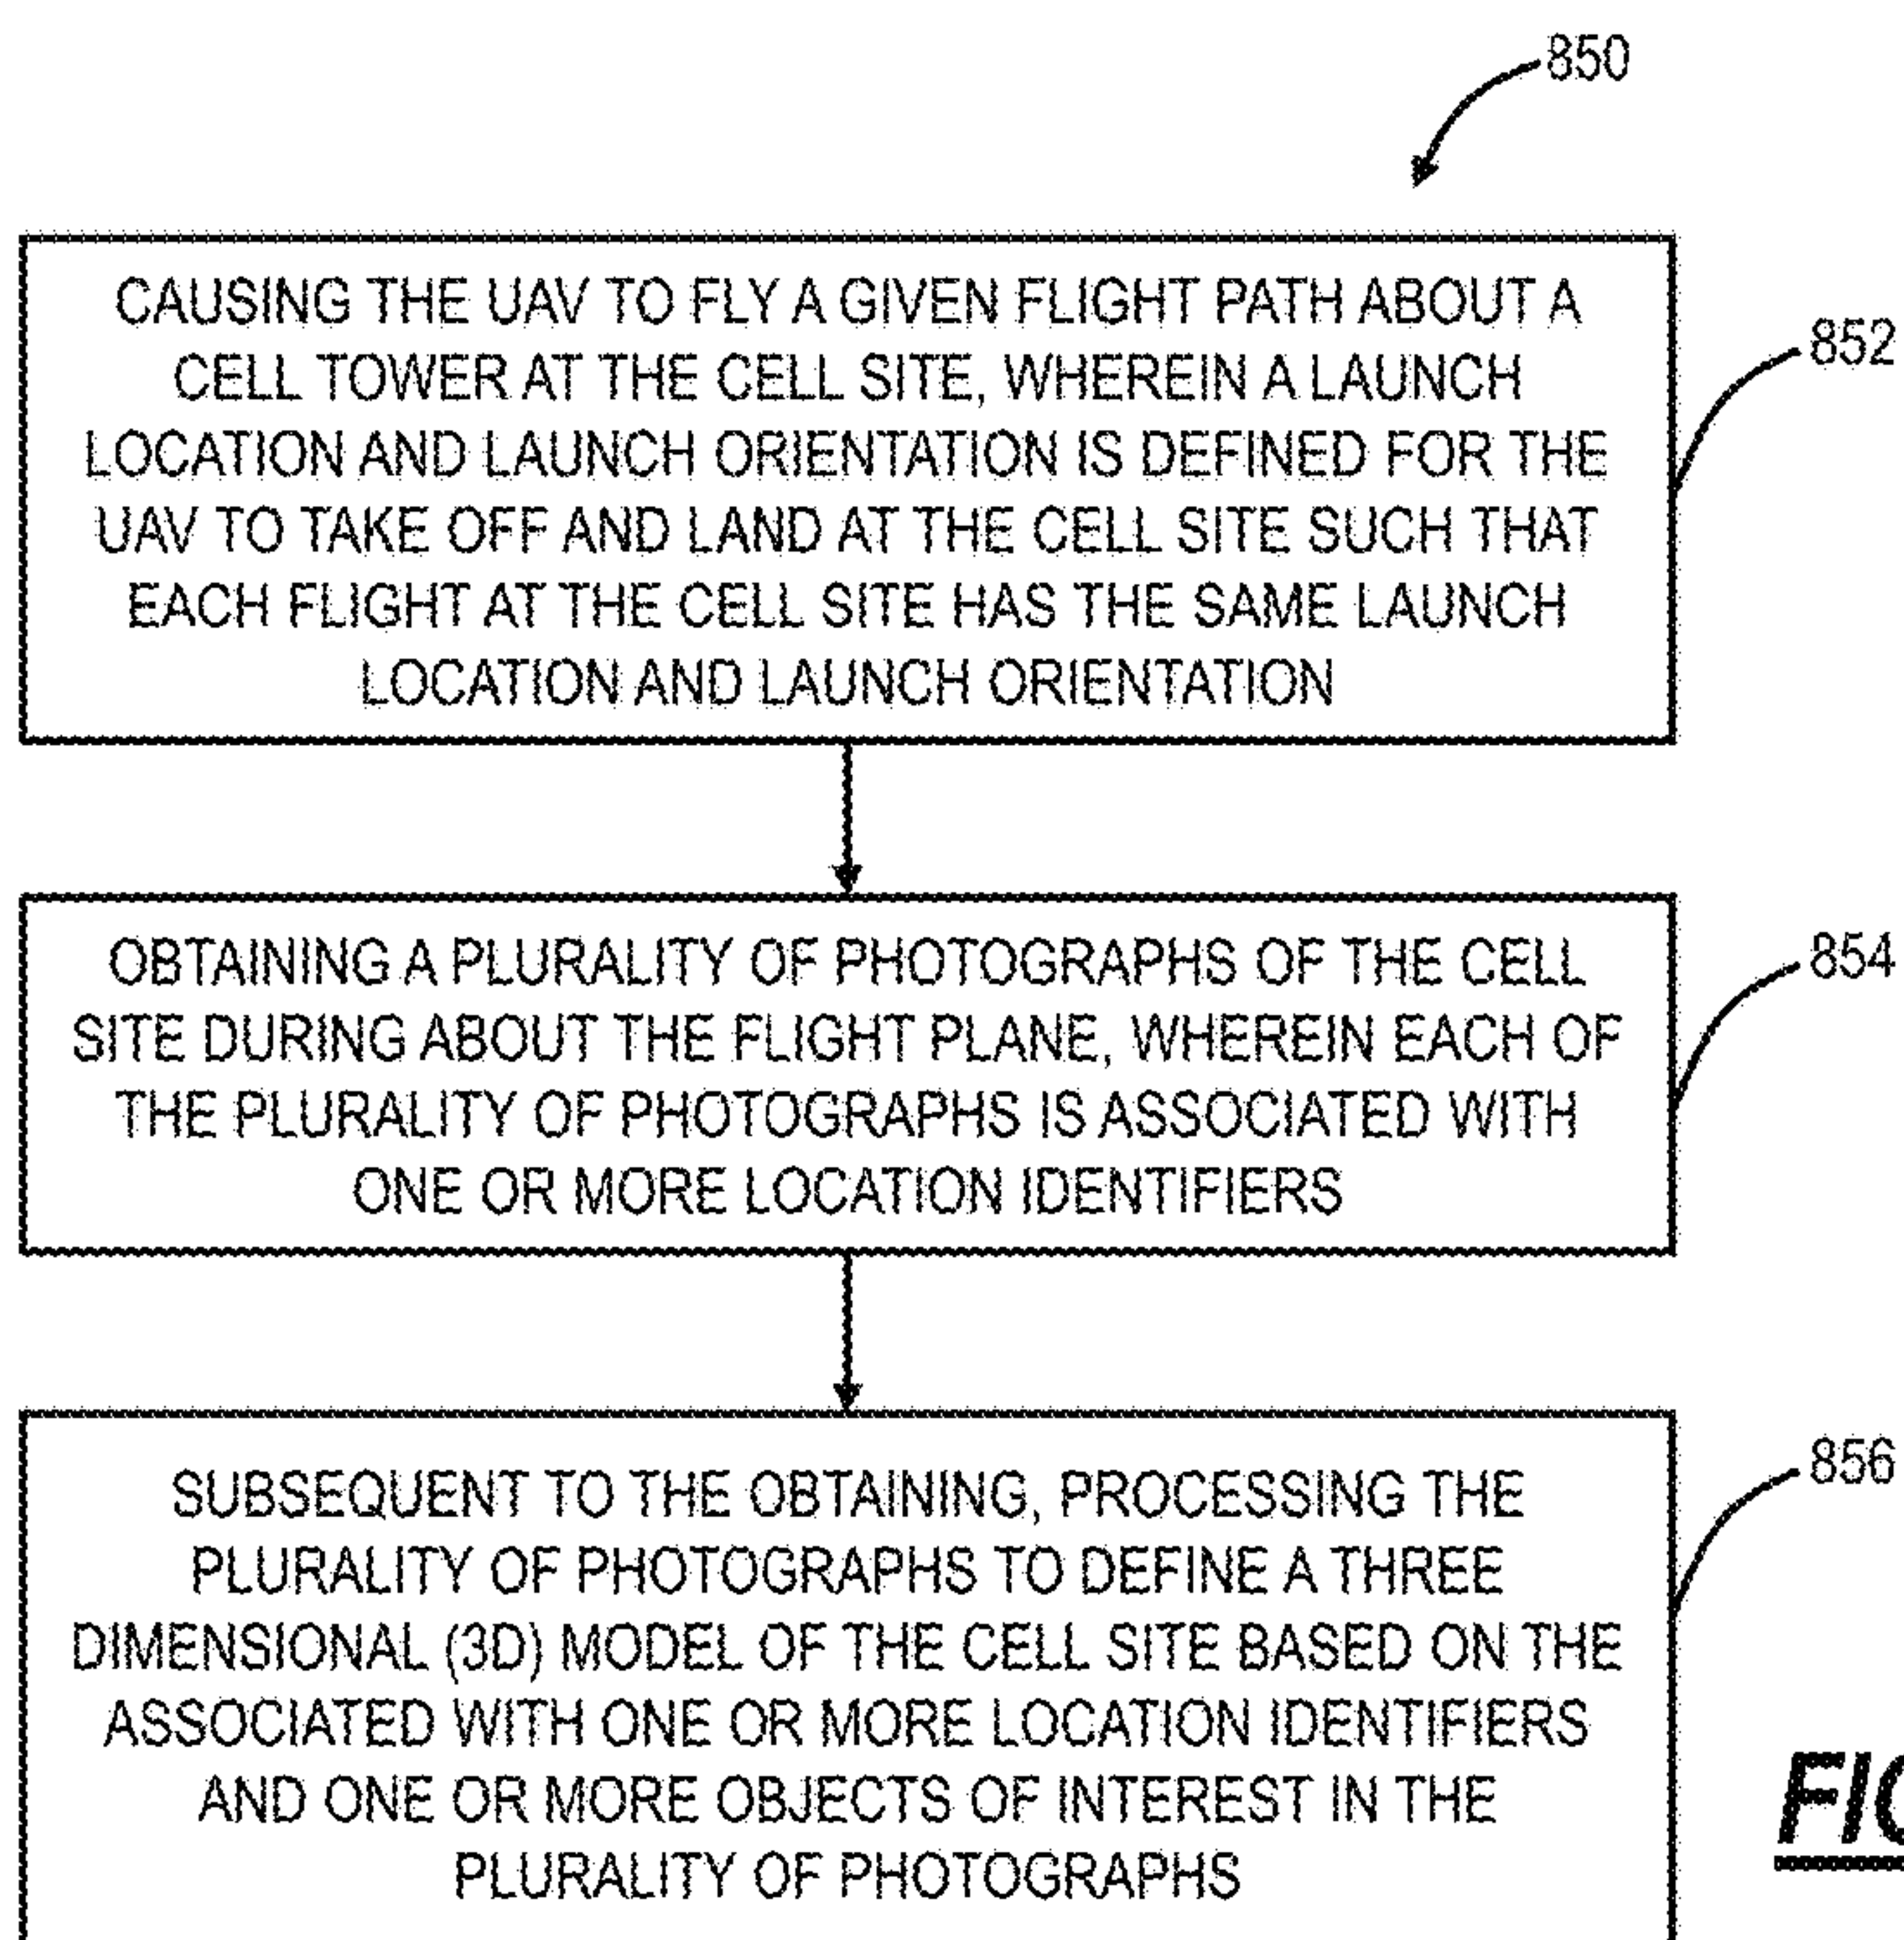 850
CAUSING THE UAV TO FLY A GIVEN FLIGHT PATH ABOUT A
CELL TOWER AT THE CELL SITE, WHEREIN A LAUNCH
LOCATION AND LAUNCH ORIENTATION IS DEFINED FOR THE
UAV TO TAKE OFF AND LAND AT THE CELL SITE SUCH THAT
EACH FLIGHT AT THE CELL SITE HAS THE SAME LAUNCH
LOCATION AND LAUNCH ORIENTATION
852
OBTAINING A PLURALITY OF PHOTOGRAPHS OF THE CELL
SITE DURING ABOUT THE FLIGHT PLANE, WHEREIN EACH OF
THE PLURALITY OF PHOTOGRAPHS IS ASSOCIATED WITH
ONE OR MORE LOCATION IDENTIFIERS
854
SUBSEQUENT TO THE OBTAINING, PROCESSING THE
PLURALITY OF PHOTOGRAPHS TO DEFINE A THREE
DIMENSIONAL (3D) MODEL OF THE CELL SITE BASED ON THE
ASSOCIATED WITH ONE OR MORE LOCATION IDENTIFIERS
AND ONE OR MORE OBJECTS OF INTEREST IN THE
PLURALITY OF PHOTOGRAPHS
856